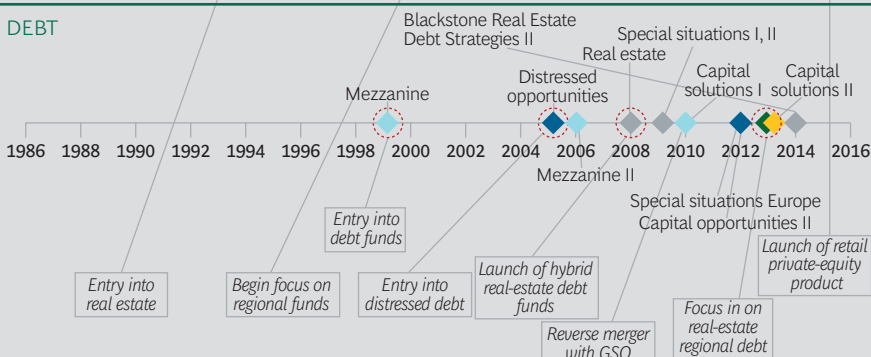 DEBT
Blackstone Real Estate
Debt Strategies II
Special situations I, II
Real estate
Mezzanine
Distressed
opportunities
Capital
solutions I
Capital
solutions II
1986 1988 1990 1992 1994 1996 1998 2000 2002 2004 2006 2008 2010 2012 2014 2016
Mezzanine II
Special situations Europe
Capital opportunities II
Entry into
debt funds
Entry into
real estate
Begin focus on
regional funds
Entry into
distressed debt
Launch of hybrid
real-estate debt
funds
Launch of retail
private-equity
product
Reverse merger
with GSO
Focus in on
real-estate
regional debt